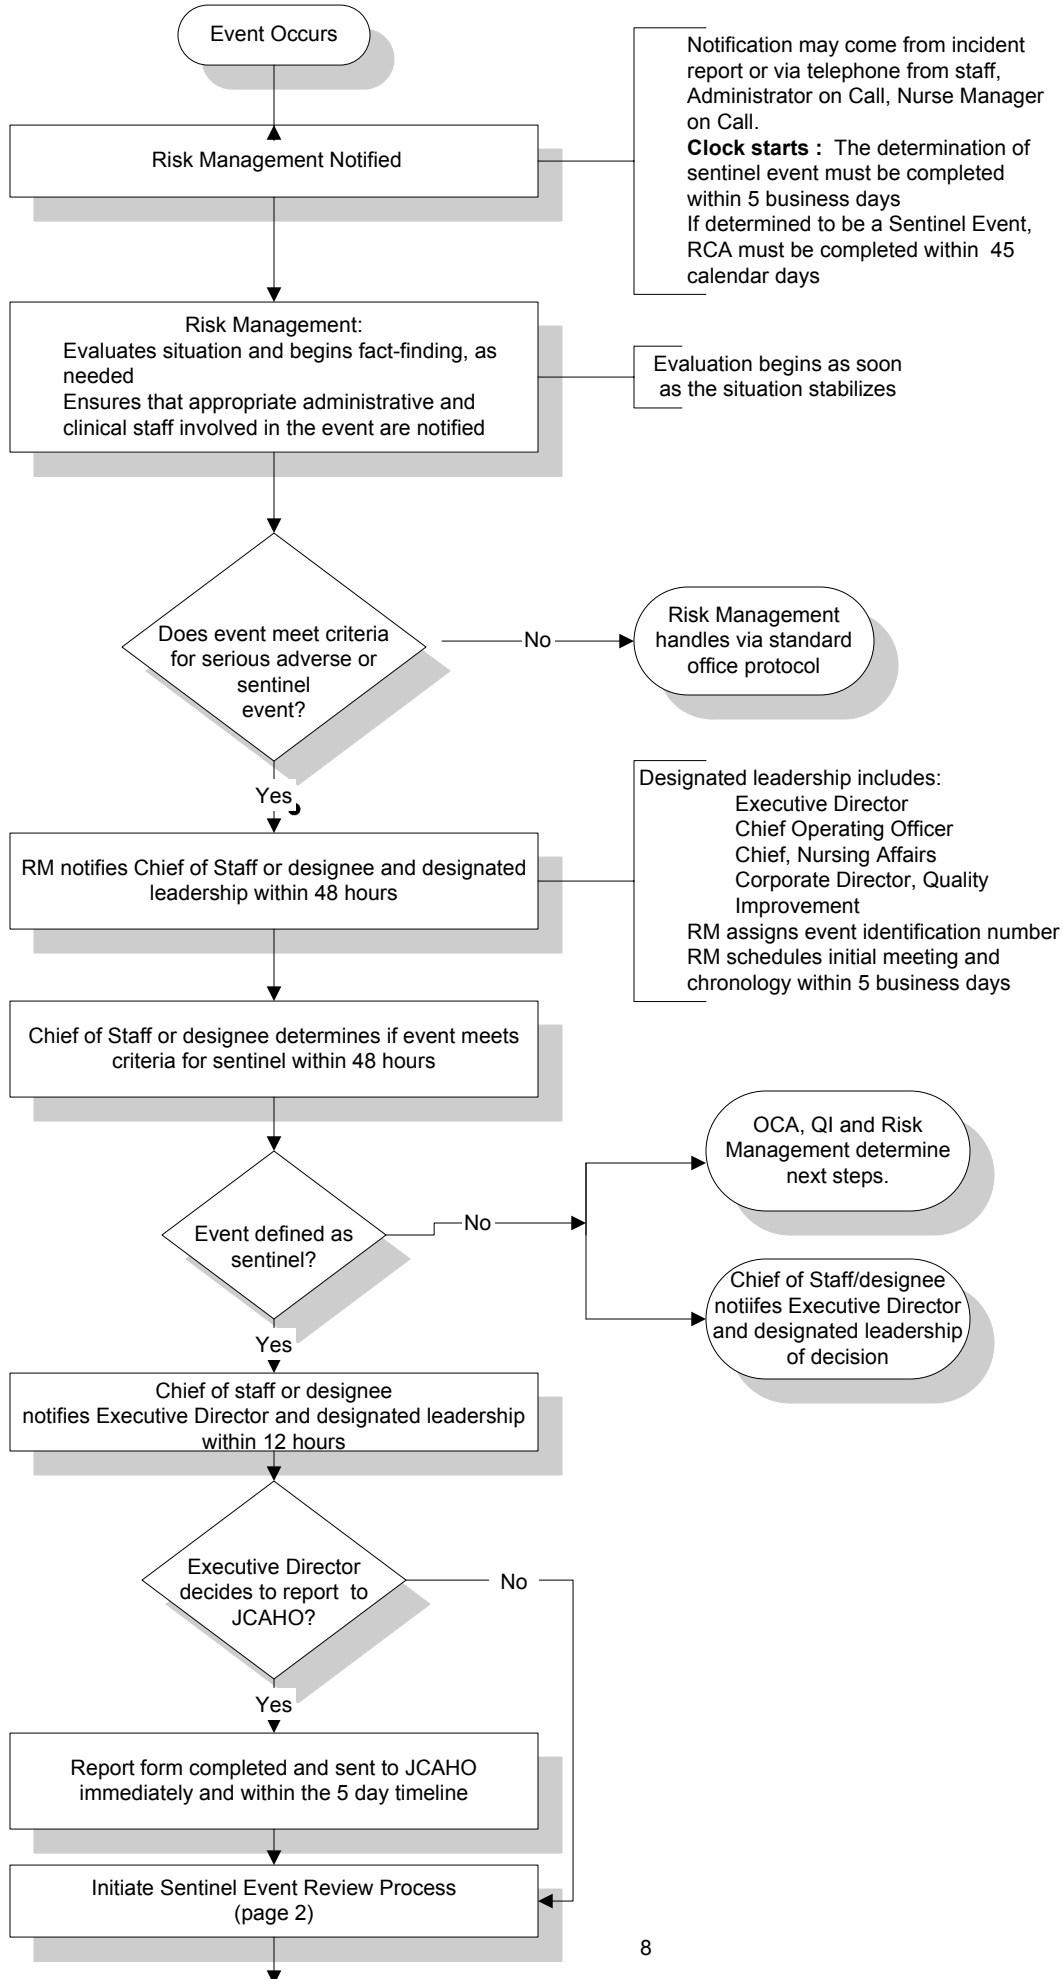 Event Occurs
Notification may come from incident
report or via telephone from staff,
Administrator on Call, Nurse Manager
on Call.
Clock starts : The determination of
sentinel event must be completed
within 5 business days
If determined to be a Sentinel Event,
RCA must be completed within 45
calendar days
Risk Management Notified
Risk Management:
Evaluates situation and begins fact-finding, as
needed
Ensures that appropriate administrative and
clinical staff involved in the event are notified
Evaluation begins as soon
as the situation stabilizes
Does event meet criteria
for serious adverse or
sentinel
event?
No
Risk Management
handles via standard
office protocol
Yes
Designated leadership includes:
Executive Director
Chief Operating Officer
Chief, Nursing Affairs
Corporate Director, Quality
Improvement
RM assigns event identification number
RM schedules initial meeting and
chronology within 5 business days
RM notifies Chief of Staff or designee and designated
leadership within 48 hours
Chief of Staff or designee determines if event meets
criteria for sentinel within 48 hours
OCA, QI and Risk
Management determine
next steps.
Event defined as
sentinel?
No
Chief of Staff/designee
notiifes Executive Director
and designated leadership
of decision
Yes
Chief of staff or designee
notifies Executive Director and designated leadership
within 12 hours
Executive Director
decides to report to
JCAHO?
No
Yes
Report form completed and sent to JCAHO
immediately and within the 5 day timeline
Initiate Sentinel Event Review Process
(page 2)
8